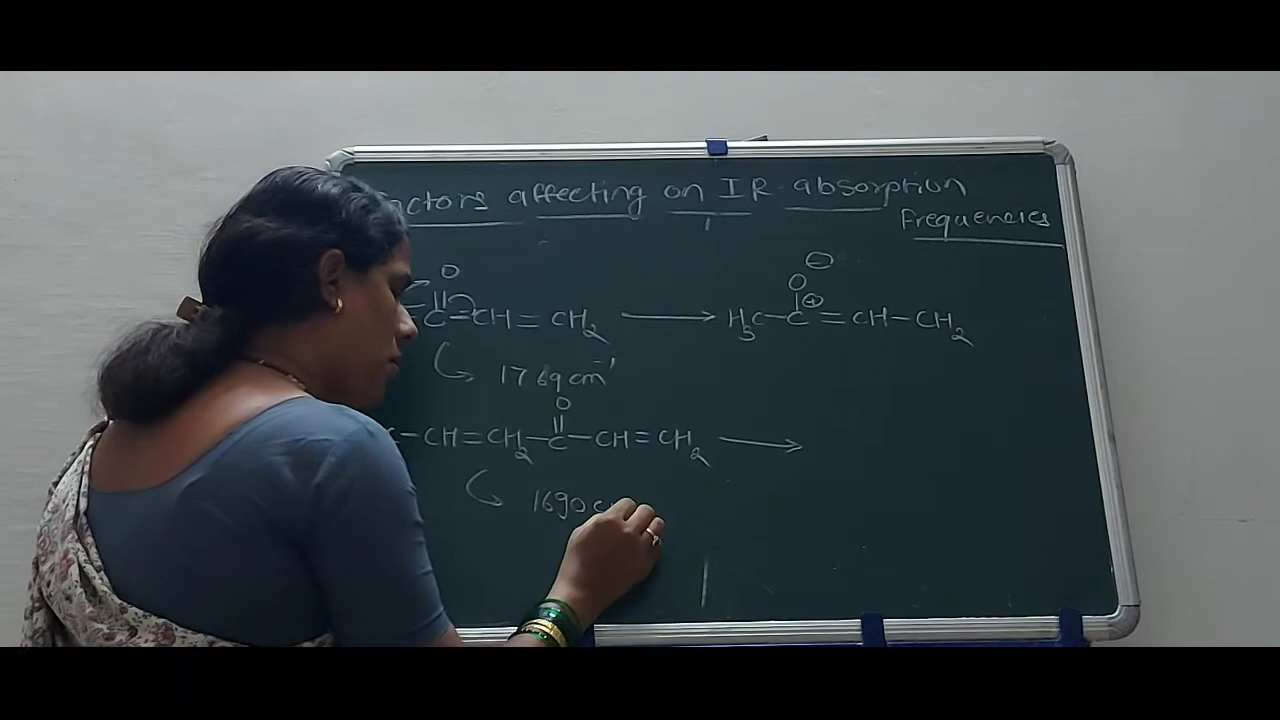 actors affecting on IR absorption
Frequencies
O
|| 
C-CH=CH₂ ⟶ H₃C-C=CH-CH₂
O ⊖
⊕
1769 cm⁻¹
O
||
C-CH=CH₂-C-CH=CH₂ ⟶
1690 c